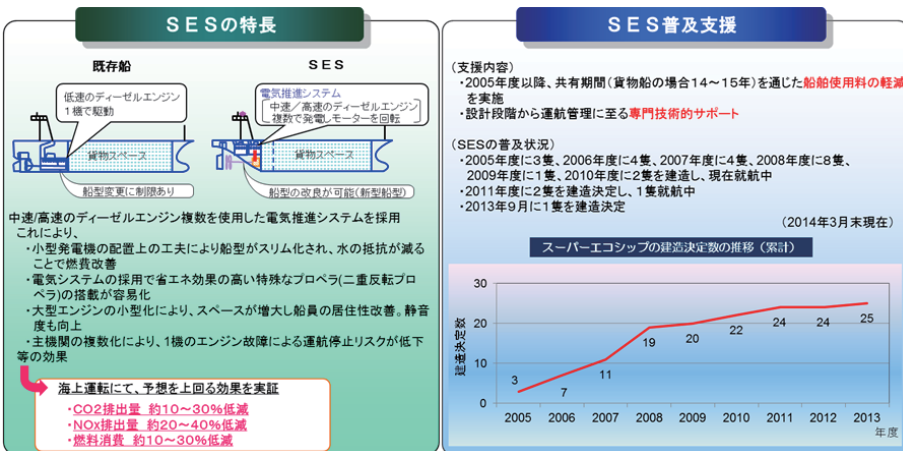 SESの特長
既存船
SES
低速のディーゼルエンジン
1機で駆動
電気推進システム
中速/高速のディーゼルエンジン
複数で発電しモーターを回転
貨物スペース
貨物スペース
船型変更に制限あり
船型の改良が可能(新型船型)
中速/高速のディーゼルエンジン複数を使用した電気推進システムを採用
これにより、
・小型発電機の配置上の工夫により船型がスリム化され、水の抵抗が減る
ことで燃費改善
・電気システムの採用で省エネ効果の高い特殊なプロペラ(二重反転プロ
ペラ)の搭載が容易化
・大型エンジンの小型化により、スペースが増大し船員の居住性改善。静音
度も向上
・主機関の複数化により、1機のエンジン故障による運航停止リスクが低下
等の効果
海上運転にて、予想を上回る効果を実証
・CO2排出量 約10～30%低減
・NOx排出量 約20～40%低減
・燃料消費 約10～30%低減
SES普及支援
(支援内容)
・2005年度以降、共有期間(貨物船の場合14～15年)を通じた船舶使用料の軽減
を実施
・設計段階から運航管理に至る専門技術的サポート
(SESの普及状況)
・2005年度に3隻、2006年度に4隻、2007年度に4隻、2008年度に8隻、
2009年度に1隻、2010年度に2隻を建造し、現在就航中
・2011年度に2隻を建造決定し、1隻就航中
・2013年9月に1隻を建造決定
(2014年3月末現在)
スーパーエコシップの建造決定数の推移(累計)
建造決定数
30
20
10
0
3
7
11
19
20
22
24
24
25
2005 2006 2007 2008 2009 2010 2011 2012 2013
年度